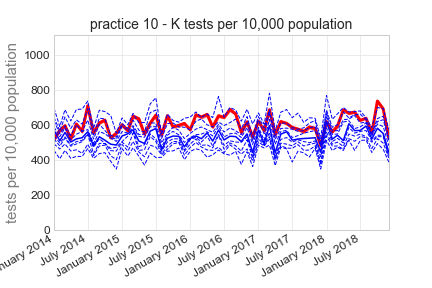 practice 10 - K tests per 10,000 population
tests per 10,000 population
1000
800
600
400
200
0
nuary 2014
July 2014
January 2015
July 2015
January 2016
July 2016
January 2017
July 2017
January 2018
July 2018